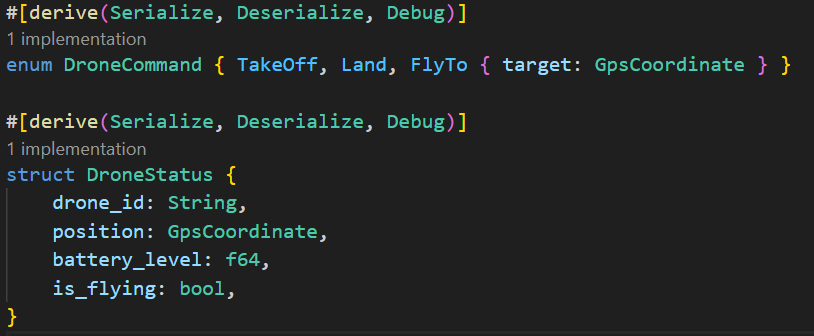 #[derive(Serialize, Deserialize, Debug)]
1 implementation
enum DroneCommand { TakeOff, Land, FlyTo { target: GpsCoordinate } }
#[derive(Serialize, Deserialize, Debug)]
1 implementation
struct DroneStatus {
    drone_id: String,
    position: GpsCoordinate,
    battery_level: f64,
    is_flying: bool,
}